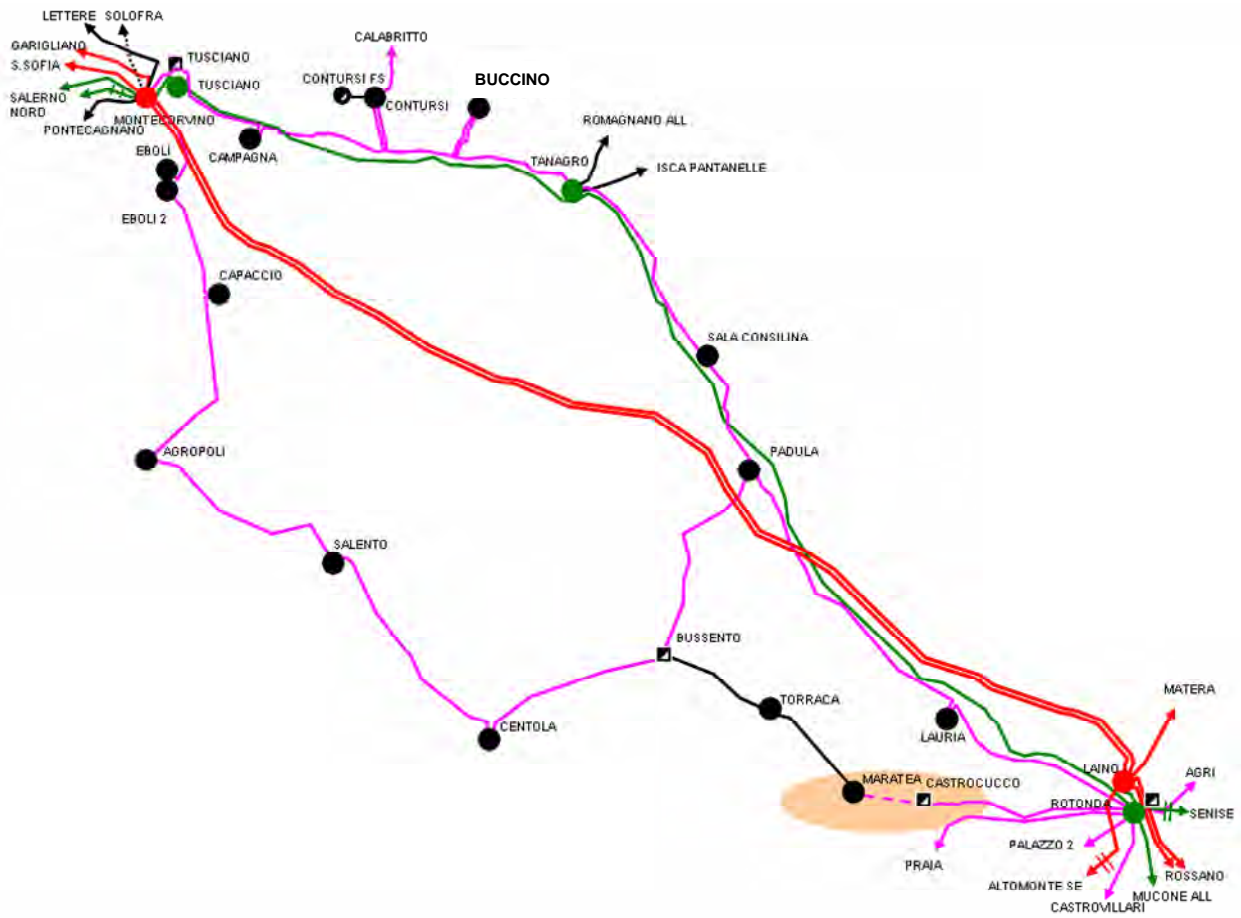 LETTERE SOLOFRA
CALABRITTO
GARIGLIANO
TUSCIANO
S.SOFIA
CONTURSI FS
BUCCINO
TUSCIANO
SALERNO
NORD
CONTURSI
PONTECAGNANO
MONTECORVINO
ROMAGNANO ALL
EBOLI
CAMPAGNA
TANAGRO
ISCA PANTANELLE
EBOLI 2
CAPACCIO
SALA CONSILINA
AGROPOLI
PADULA
SALENTO
BUSSENTO
MATERA
TORRACA
CENTOLA
LAURIA
LAINO
AGRI
MARATEA
CASTROCUCCO
ROTONDA
SENISE
PALAZZO 2
PRAIA
ROSSANO
ALTOMONTE SE
MUCONE ALL
CASTROVILLARI